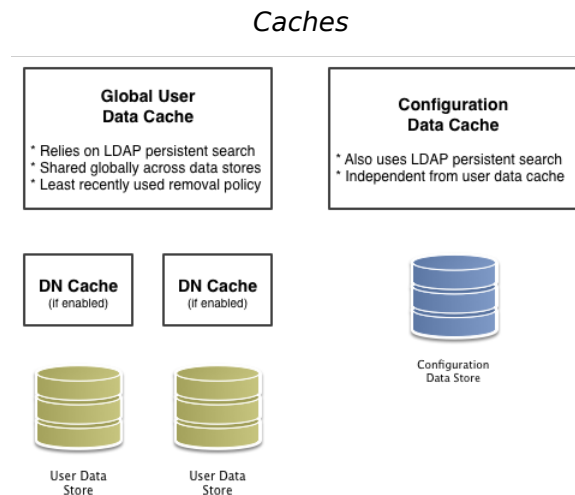 Caches
Global User
Data Cache
* Relies on LDAP persistent search
* Shared globally across data stores
* Least recently used removal policy
Configuration
Data Cache
* Also uses LDAP persistent search
* Independent from user data cache
DN Cache
(if enabled)
DN Cache
(if enabled)
Configuration
Data Store
User Data
Store
User Data
Store